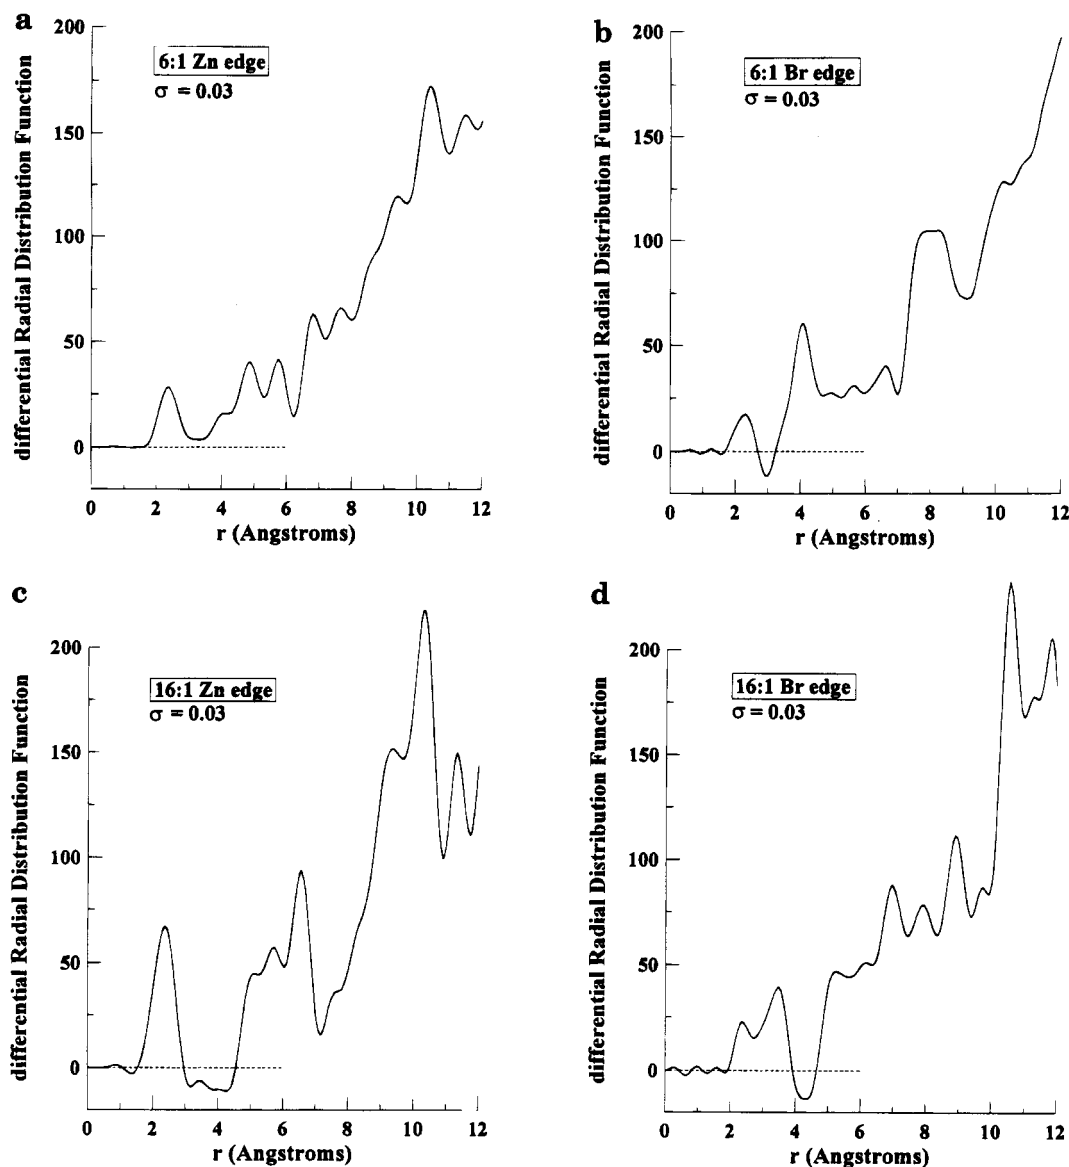 a
200
150
100
50
0
differential Radial Distribution Function
6:1 Zn edge
σ = 0.03
0 2 4 6 8 10 12
r (Angstroms)
b
200
150
100
50
0
differential Radial Distribution Function
6:1 Br edge
σ = 0.03
0 2 4 6 8 10 12
r (Angstroms)
c
200
150
100
50
0
differential Radial Distribution Function
16:1 Zn edge
σ = 0.03
0 2 4 6 8 10 12
r (Angstroms)
d
200
150
100
50
0
differential Radial Distribution Function
16:1 Br edge
σ = 0.03
0 2 4 6 8 10 12
r (Angstroms)